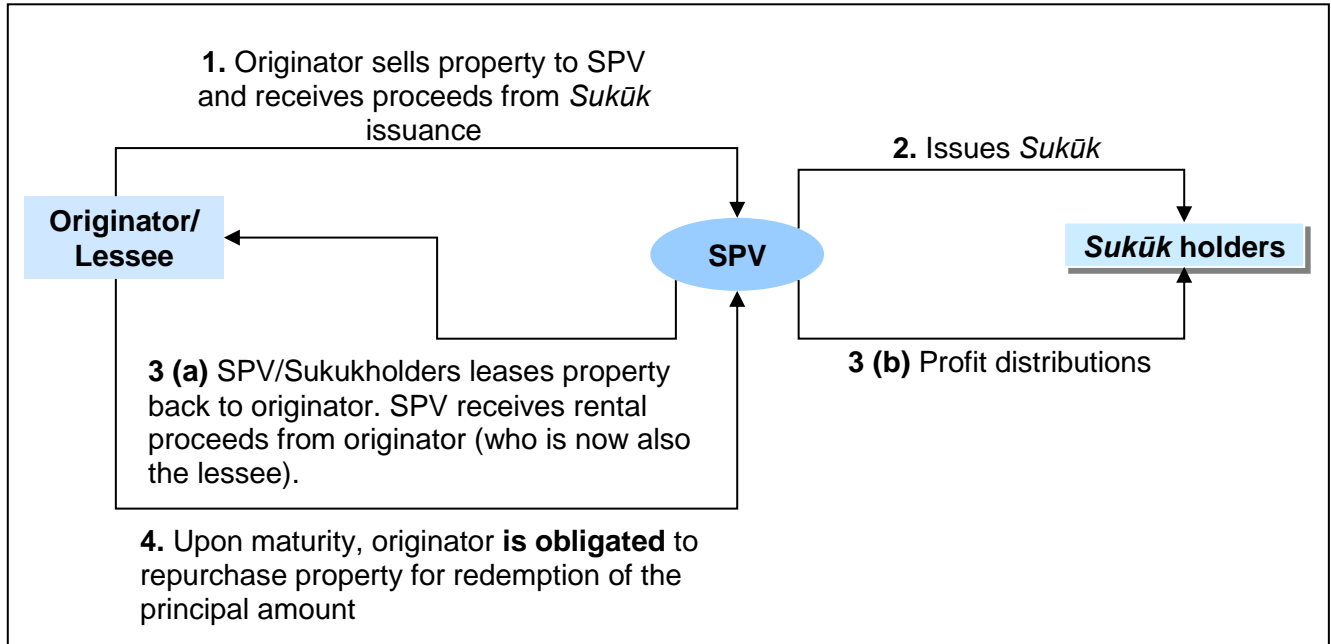 1. Originator sells property to SPV
and receives proceeds from Sukūk
issuance
2. Issues Sukūk
Originator/
Lessee
SPV
Sukūk holders
3 (a) SPV/Sukukholders leases property
back to originator. SPV receives rental
proceeds from originator (who is now also
the lessee).
3 (b) Profit distributions
4. Upon maturity, originator is obligated to
repurchase property for redemption of the
principal amount